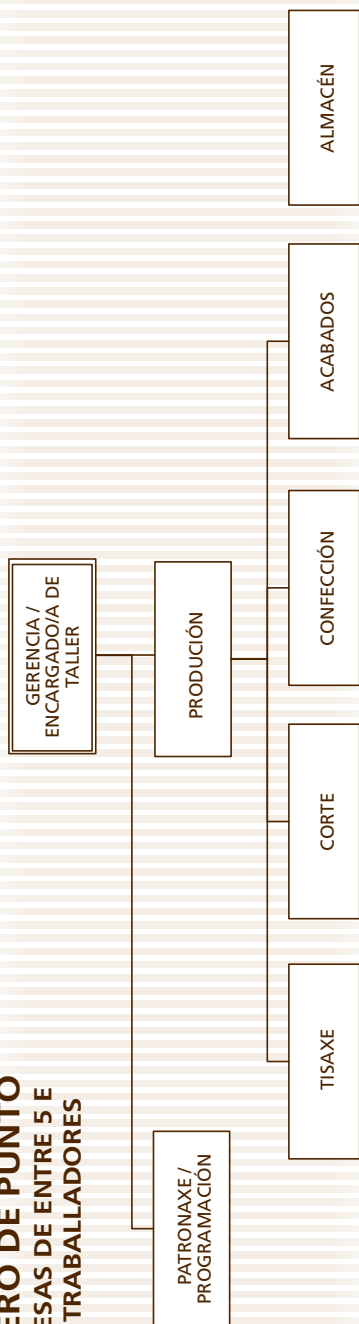 DE PUNTO
DE ENTRE 5 E
TRABALLADORES
GERENCIA /
ENCARGADO/A DE
TALLER
PATRONAXE /
PROGRAMACIÓN
PRODUCIÓN
TISAXE
CORTE
CONFECCIÓN
ACABADOS
ALMACÉN